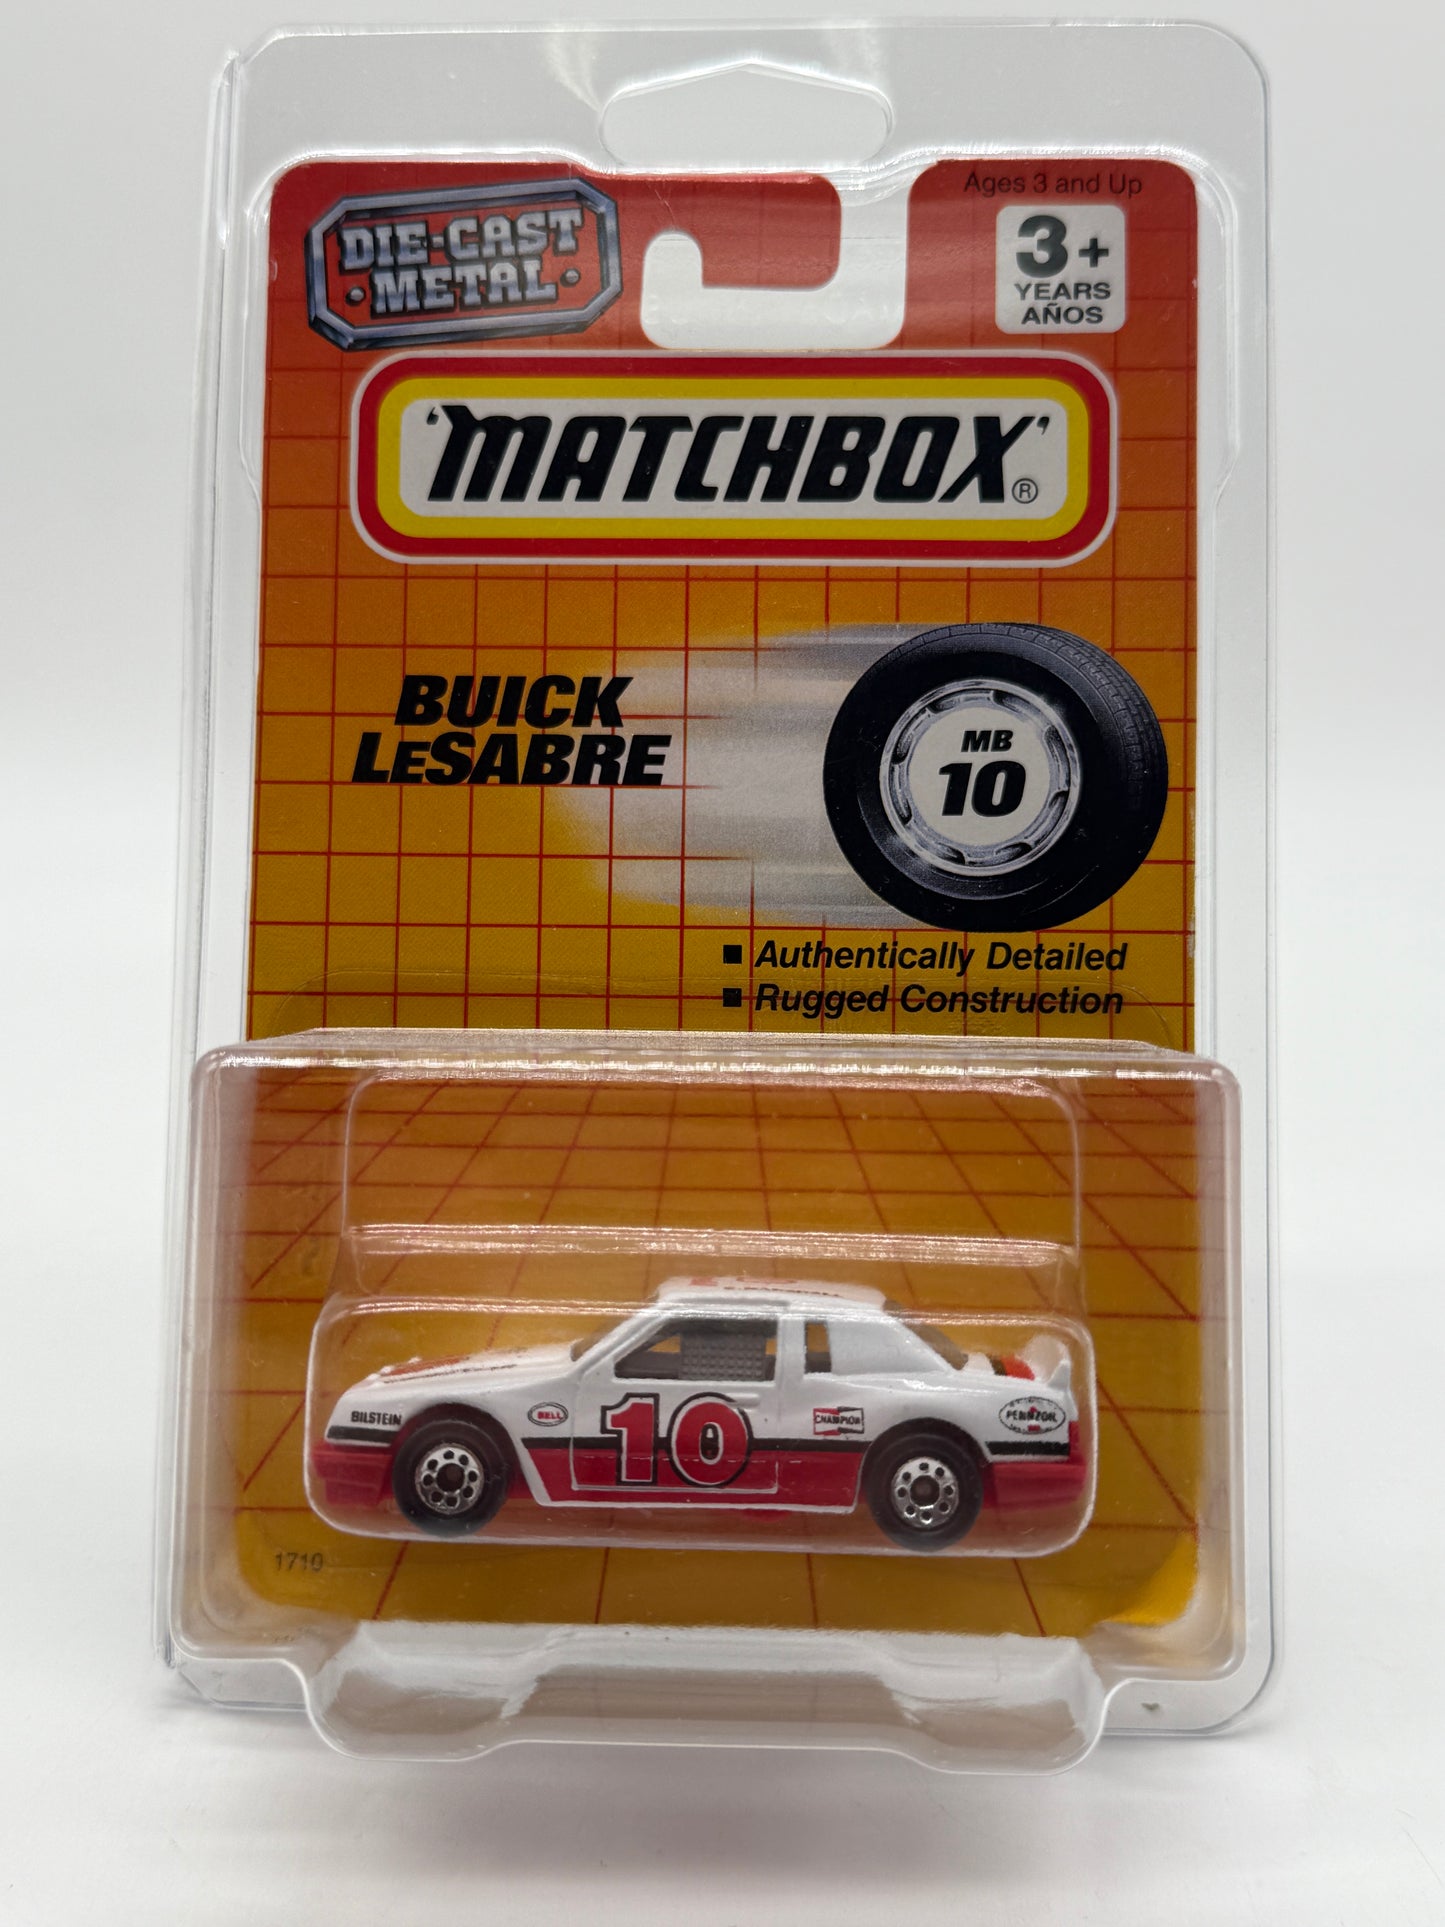 Ages 3 and Up
DIE-CAST
METAL
3+
YEARS
AÑOS
'MATCHBOX'®
BUICK
LeSABRE
MB
10
■ Authentically Detailed
■ Rugged Construction
BILSTEIN
BELL
10
CHAMPION
PENNZOIL
1710